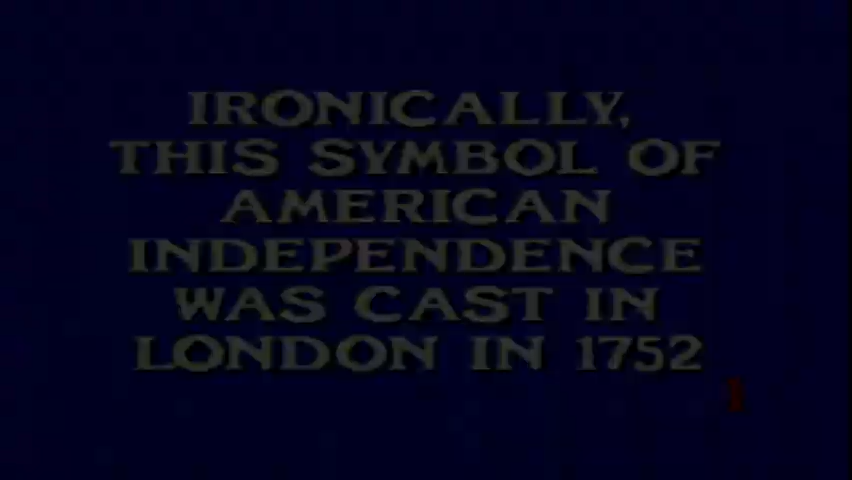 IRONICALLY,
THIS SYMBOL OF
AMERICAN
INDEPENDENCE
WAS CAST IN
LONDON IN 1752